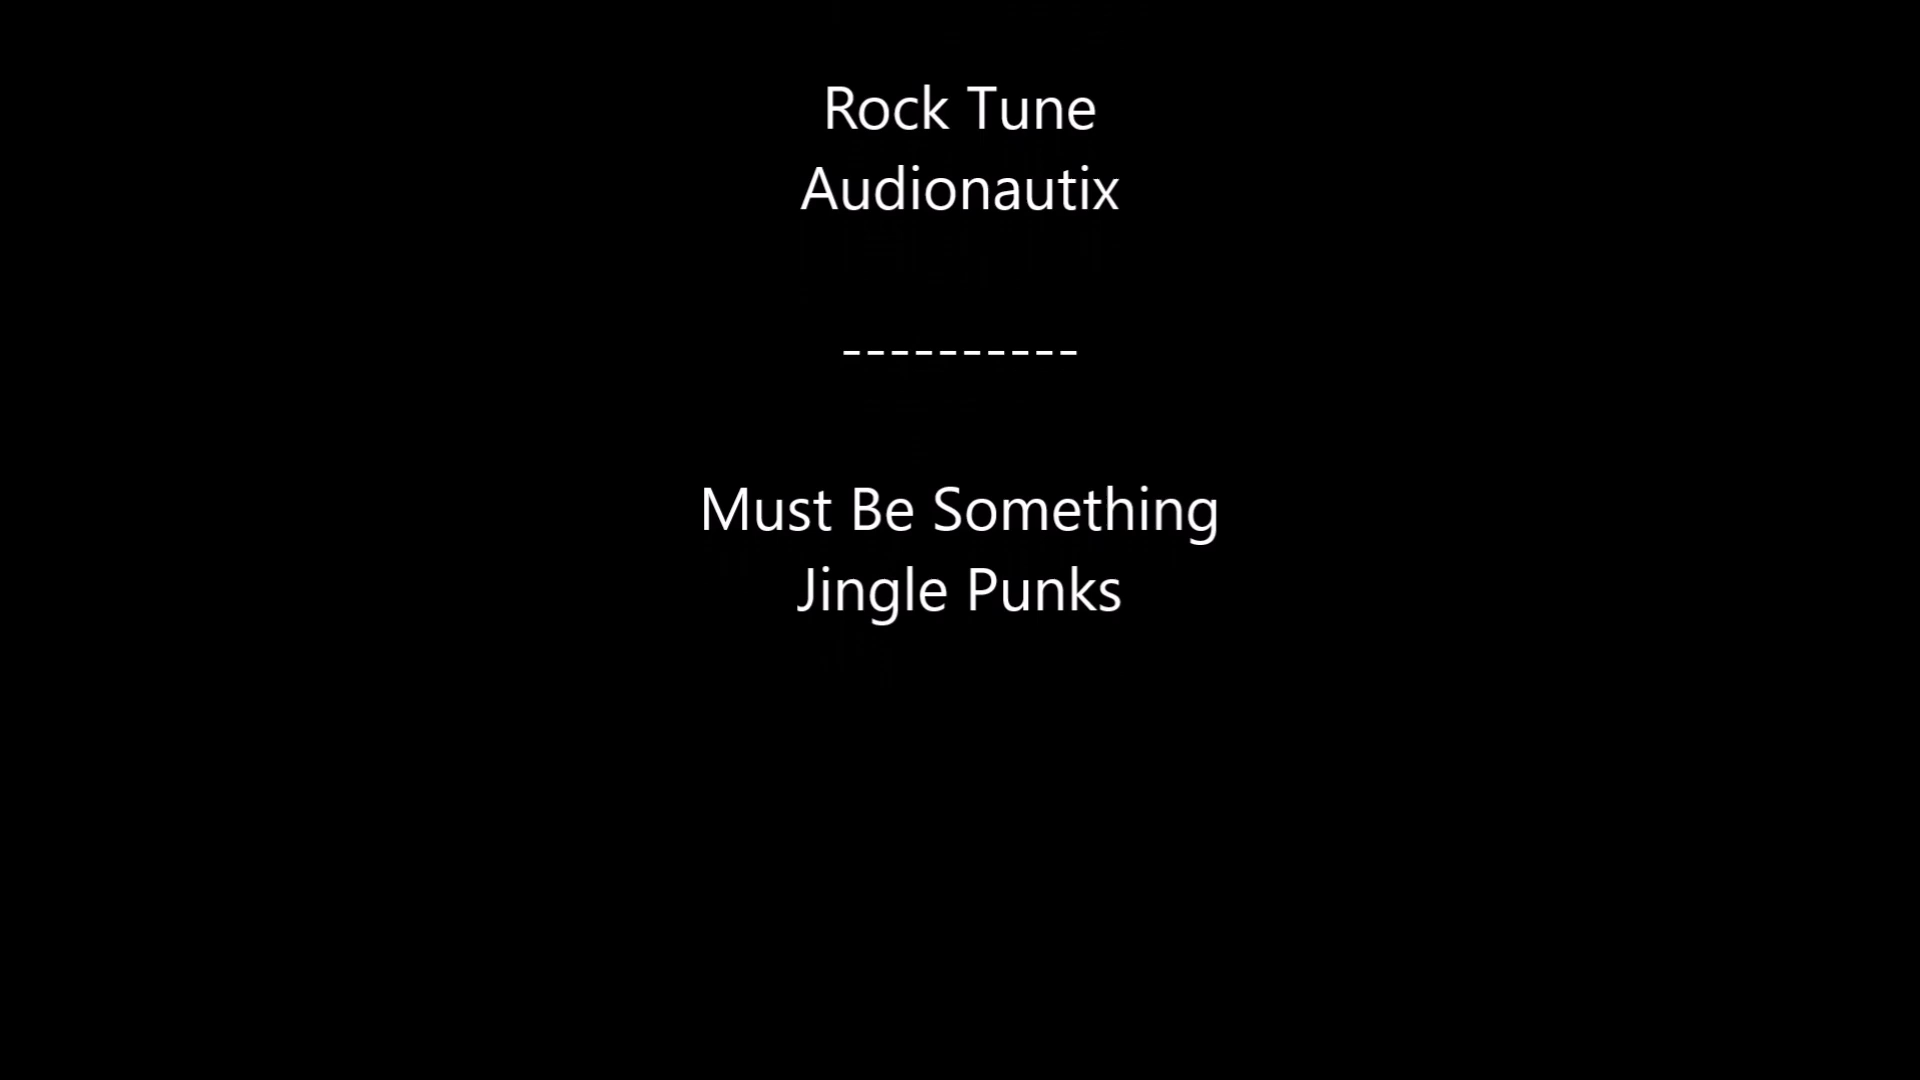 Rock Tune
Audionautix
----------
Must Be Something
Jingle Punks